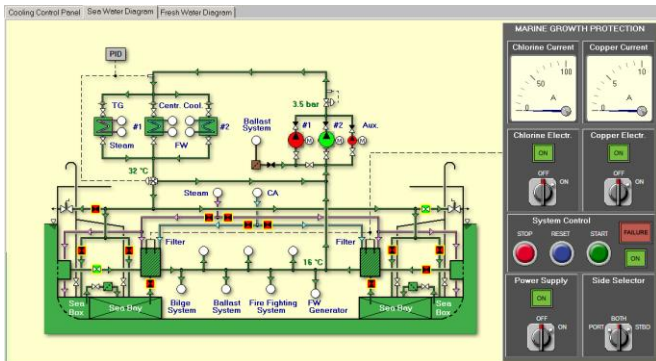 Cooling Control Panel Sea Water Diagram Fresh Water Diagram
PID
TG
Centr. Cool.
#1
#2
Steam
FW
3.5 bar
Ballast
System
#1
#2
Aux.
M
M
M
32 °C
Steam
CA
Filter
Filter
16 °C
Sea
Box
Sea Bay
Bilge
System
Ballast
System
Fire Fighting
System
FW
Generator
Sea Bay
Sea
Box
MARINE GROWTH PROTECTION
Chlorine Current
Copper Current
0
50
100
A
0
5
10
A
Chlorine Electr.
Copper Electr.
ON
ON
OFF
ON
OFF
ON
System Control
STOP
RESET
START
FAILURE
ON
Power Supply
Side Selector
ON
OFF
ON
BOTH
PORT
STBD